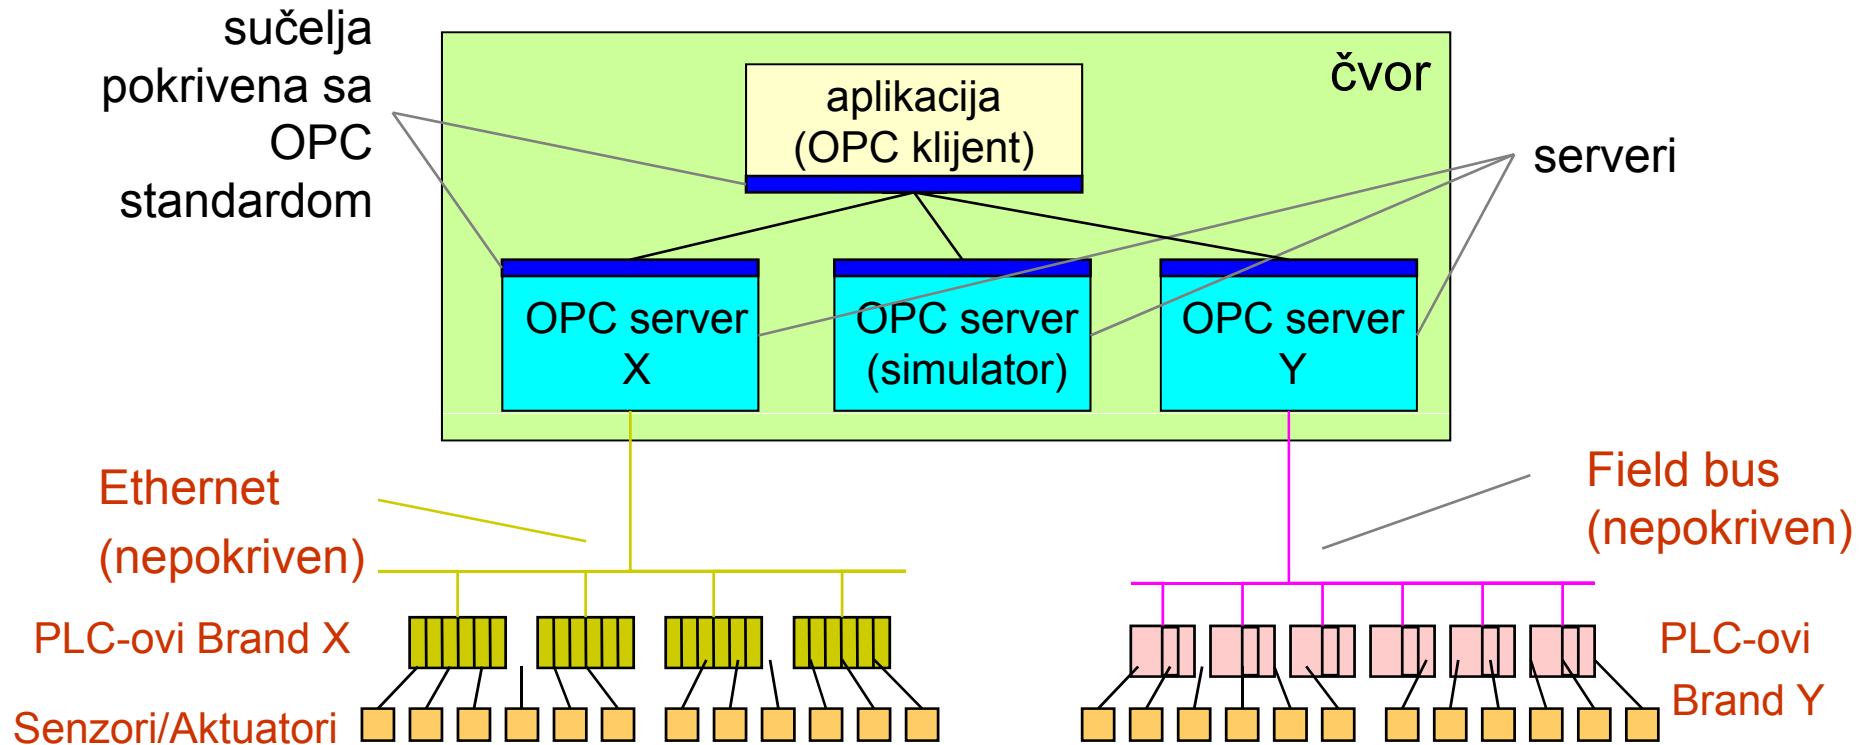 sučelja
pokrivena sa
OPC
standardom
čvor
aplikacija
(OPC klijent)
serveri
OPC server
X
OPC server
(simulator)
OPC server
Y
Ethernet
(nepokriven)
Field bus
(nepokriven)
PLC-ovi Brand X
PLC-ovi
Brand Y
Senzori/Aktuatori